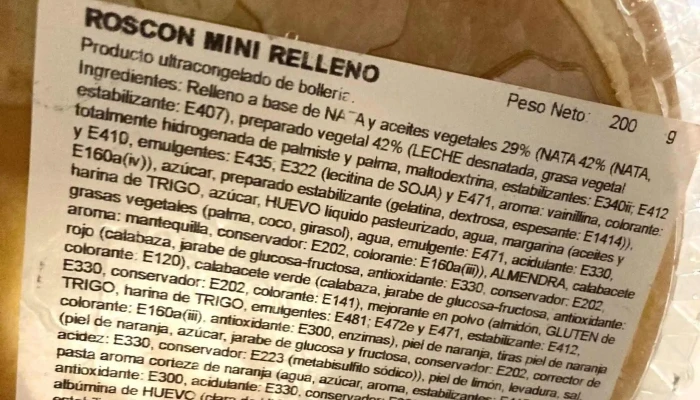 ROSCON MINI RELLENO
Producto ultracongelado de bollería.
Peso Neto: 200 g
Ingredientes: Relleno a base de NATA y aceites vegetales 29% (NATA 42% (NATA,
estabilizante: E407), preparado vegetal 42% (LECHE desnatada, grasa vegetal
totalmente hidrogenada de palmiste y palma, maltodextrina, estabilizantes: E340ii; E412
y E410, emulgentes: E435; E322 (lecitina de SOJA) y E471, aroma: vainillina, colorante:
E160a(iv)), azúcar, preparado estabilizante (gelatina, dextrosa, espesante: E1414)),
harina de TRIGO, azúcar, HUEVO líquido pasteurizado, agua, margarina (aceites y
grasas vegetales (palma, coco, girasol), agua, emulgente: E471, acidulante: E330,
aroma: mantequilla, conservador: E202, colorante: E160a(iii)), ALMENDRA, calabacete
rojo (calabaza, jarabe de glucosa-fructosa, antioxidante: E330, conservador: E202,
colorante: E120), calabacete verde (calabaza, jarabe de glucosa-fructosa, antioxidante:
E330, conservador: E202, colorante: E141), mejorante en polvo (almidón, GLUTEN de
TRIGO, harina de TRIGO, emulgentes: E481; E472e y E471, estabilizante: E412,
colorante: E160a(iii). antioxidante: E300, enzimas), piel de naranja, tiras piel de naranja
(piel de naranja, azúcar, jarabe de glucosa y fructosa, conservador: E202, corrector de
acidez: E330, conservador: E223 (metabisulfito sódico)), piel de limón, levadura, sal,
pasta aroma corteza de naranja (agua, azúcar, aroma, estabilizantes:
antioxidante: E300, acidulante: E330, conservador:
albúmina de HUEVO (clara de